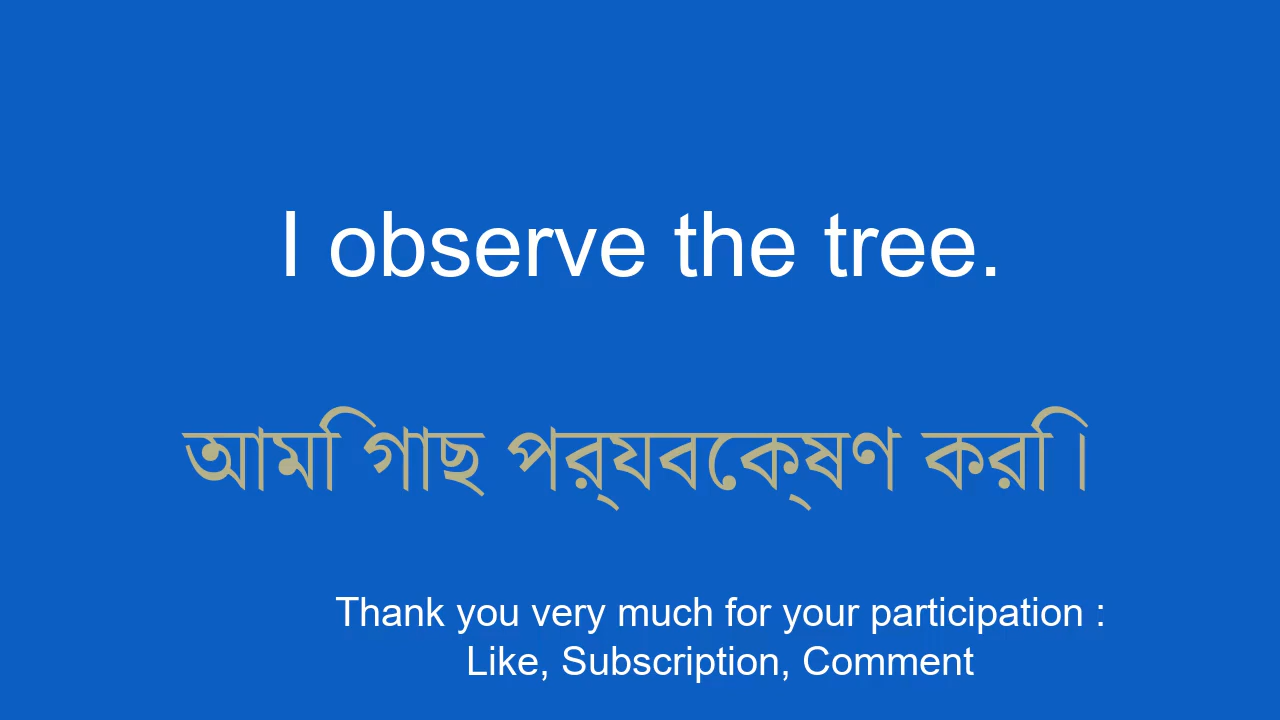 I observe the tree.
আমি গাছ পর্যবেক্ষণ করি।
Thank you very much for your participation :
Like, Subscription, Comment